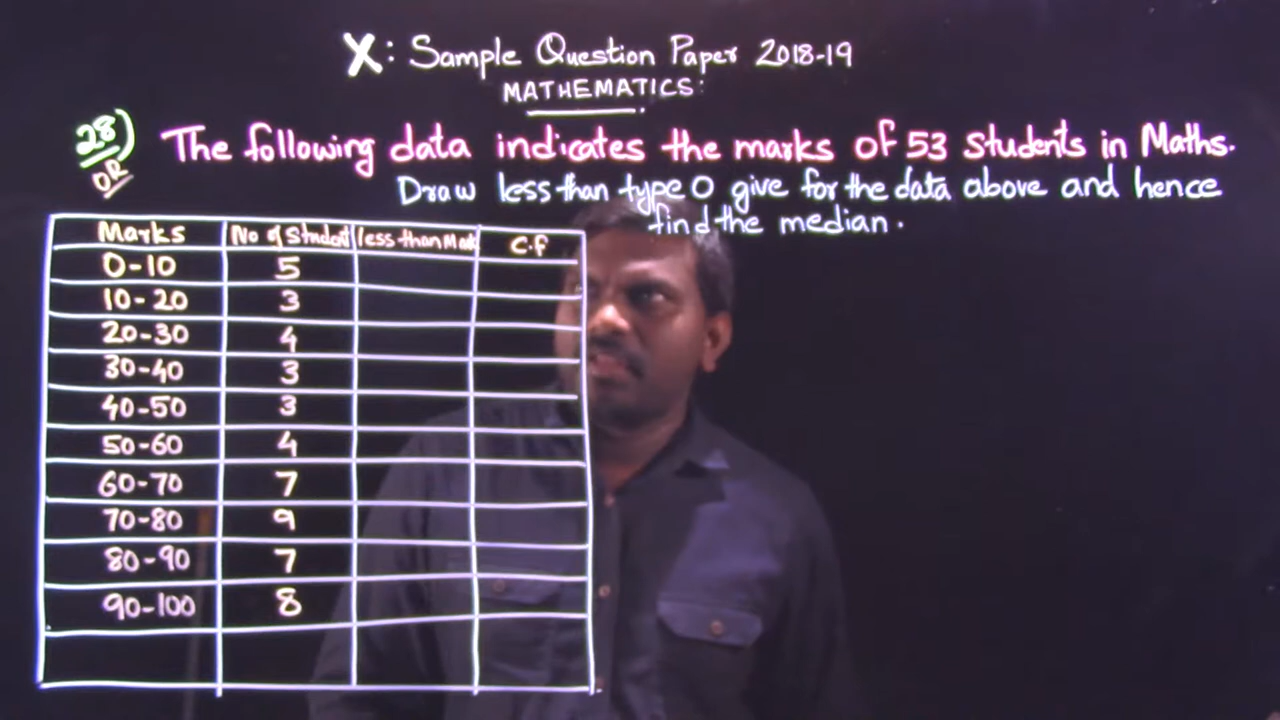 X: Sample Question Paper 2018-19
MATHEMATICS:
28) The following data indicates the marks of 53 students in Maths.
OR
Draw less than type O give for the data above and hence
find the median.
Marks No of Student less than Mark C.f
0-10 5
10-20 3
20-30 4
30-40 3
40-50 3
50-60 4
60-70 7
70-80 9
80-90 7
90-100 8